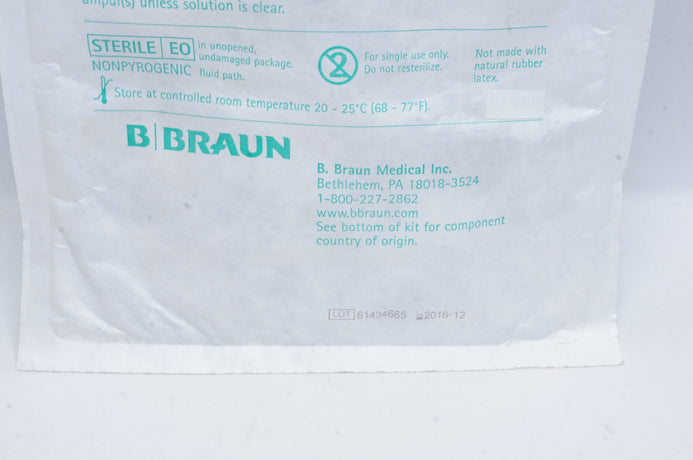 ampul(s) unless solution is clear.
STERILE EO in unopened, undamaged package.
NONPYROGENIC fluid path.
2 For single use only. Do not resterilize.
Not made with natural rubber latex.
Store at controlled room temperature 20 - 25°C (68 - 77°F).
B|BRAUN
B. Braun Medical Inc.
Bethlehem, PA 18018-3524
1-800-227-2862
www.bbraun.com
See bottom of kit for component
country of origin.
LOT 61434665 2016-12